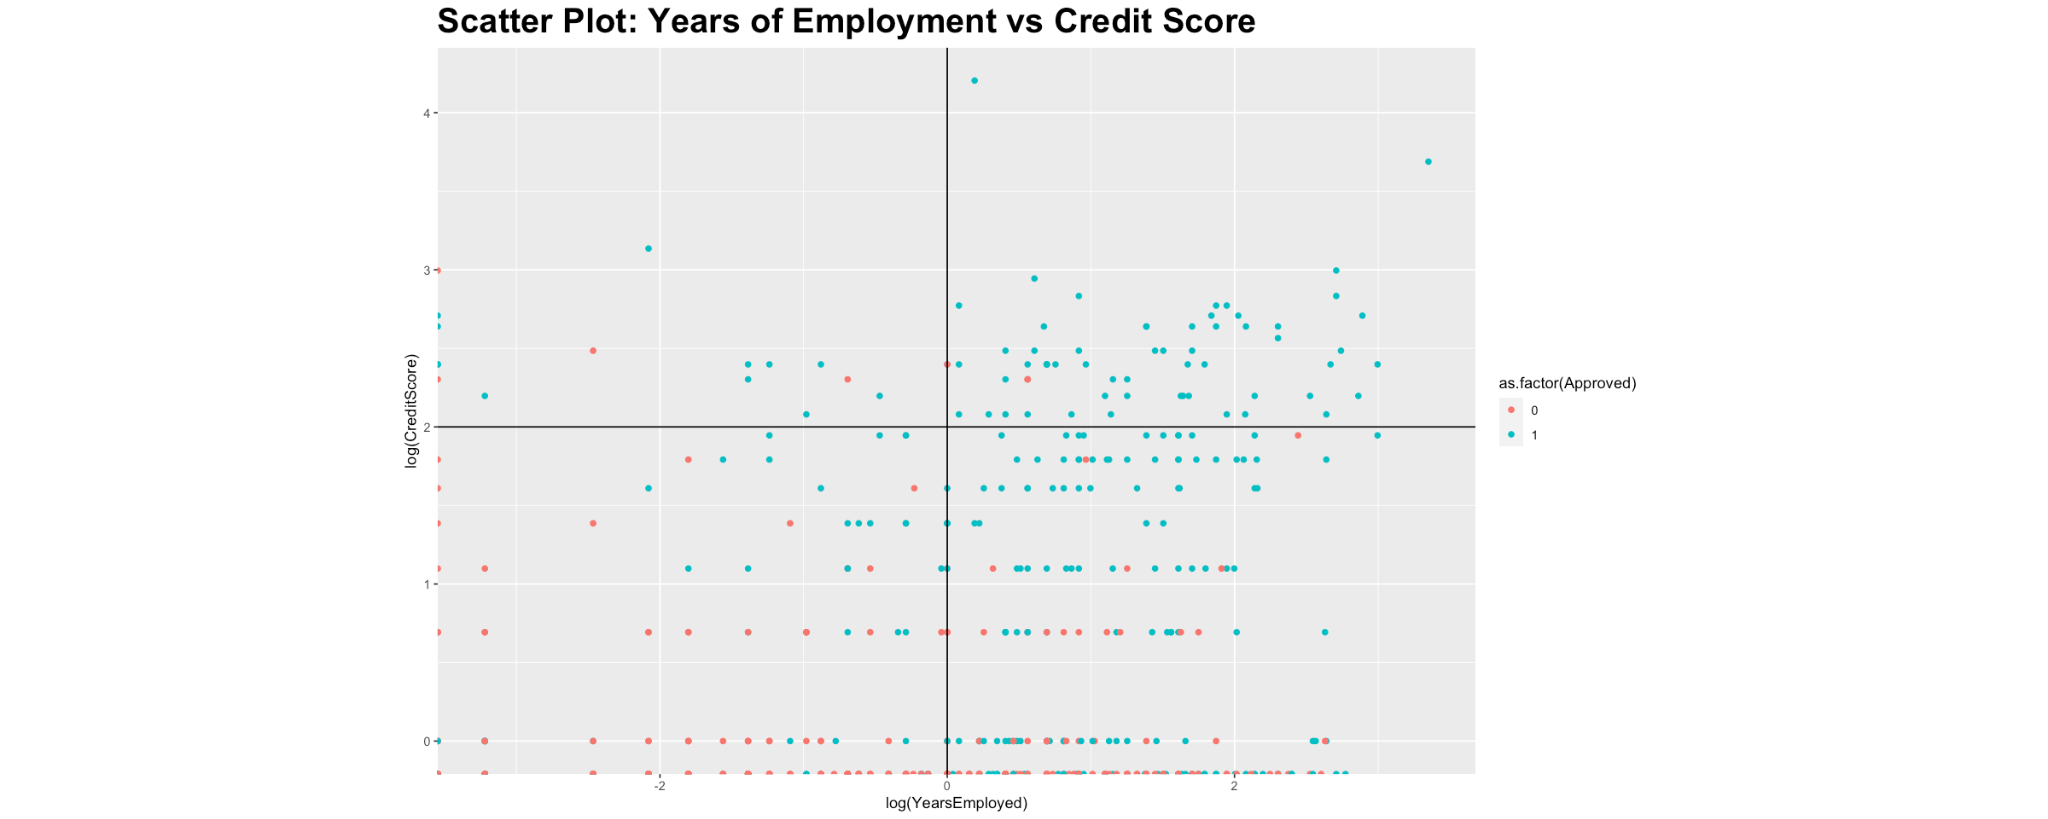 Scatter Plot: Years of Employment vs Credit Score
4
3
2
1
0
log(CreditScore)
-2
0
2
log(YearsEmployed)
as.factor(Approved)
0
1